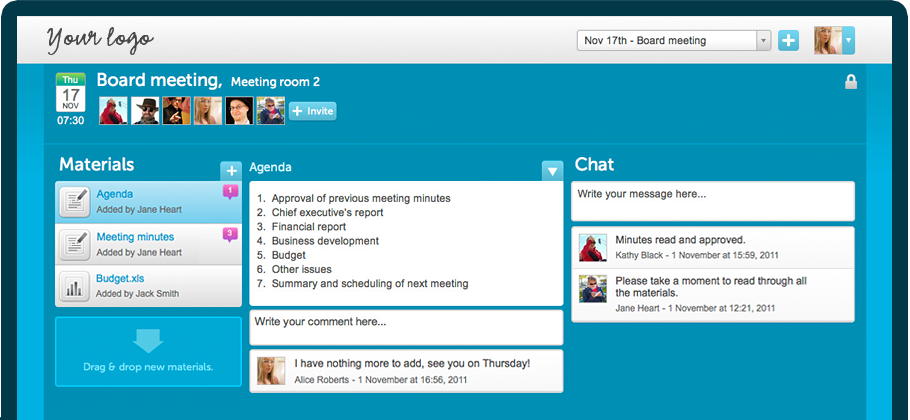 Your logo
Nov 17th - Board meeting
Thu
17
NOV
07:30
Board meeting, Meeting room 2
Invite
Materials
Agenda
1
Added by Jane Heart
Meeting minutes
3
Added by Jane Heart
Budget.xls
Added by Jack Smith
Drag & drop new materials.
Agenda
1. Approval of previous meeting minutes
2. Chief executive's report
3. Financial report
4. Business development
5. Budget
6. Other issues
7. Summary and scheduling of next meeting
Write your comment here...
I have nothing more to add, see you on Thursday!
Alice Roberts - 1 November at 16:56, 2011
Chat
Write your message here...
Minutes read and approved.
Kathy Black - 1 November at 15:59, 2011
Please take a moment to read through all
the materials.
Jane Heart - 1 November at 12:21, 2011